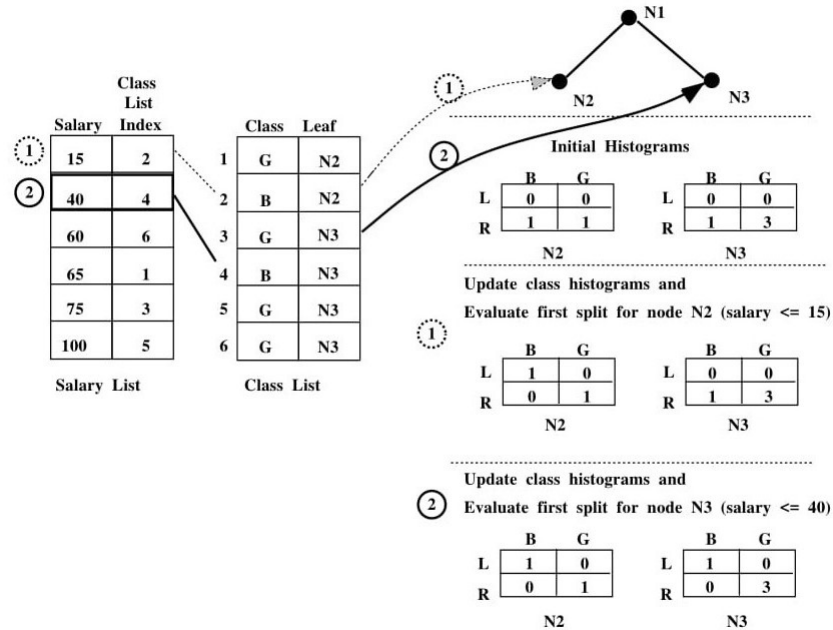 N1
N2
N3
Class
List
Salary Index
15 2
40 4
60 6
65 1
75 3
100 5
Salary List
1
2
Class Leaf
1 G N2
2 B N2
3 G N3
4 B N3
5 G N3
6 G N3
Class List
1
2
Initial Histograms
B G
L 0 0
R 1 1
N2
B G
L 0 0
R 1 3
N3
Update class histograms and
1
Evaluate first split for node N2 (salary <= 15)
B G
L 1 0
R 0 1
N2
B G
L 0 0
R 1 3
N3
Update class histograms and
2
Evaluate first split for node N3 (salary <= 40)
B G
L 1 0
R 0 1
N2
B G
L 1 0
R 0 3
N3